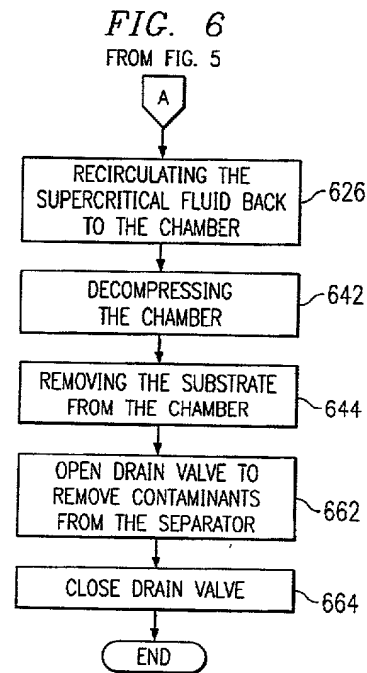 FIG. 6
FROM FIG. 5
A
RECIRCULATING THE
SUPERCRITICAL FLUID BACK
TO THE CHAMBER
626
DECOMPRESSING
THE CHAMBER
642
REMOVING THE SUBSTRATE
FROM THE CHAMBER
644
OPEN DRAIN VALVE TO
REMOVE CONTAMINANTS
FROM THE SEPARATOR
662
CLOSE DRAIN VALVE
664
END